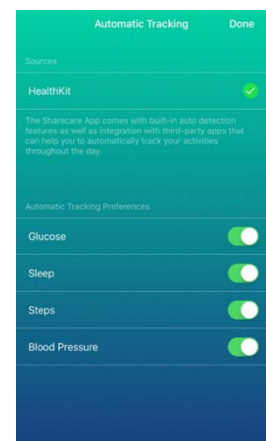 Automatic Tracking Done
Sources
HealthKit
The Sharecare App comes with built-in auto detection
features as well as integration with third-party apps that
can help you to automatically track your activities
throughout the day.
Automatic Tracking Preferences
Glucose
Sleep
Steps
Blood Pressure